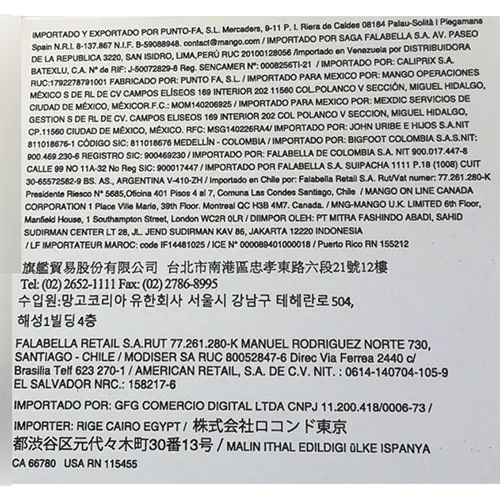 IMPORTADO Y EXPORTADO POR PUNTO-FA, S.L. Mercaders, 9-11 P. I. Riera de Caldes 08184 Palau-Solità i Plegamans
Spain N.R.I. 8-137.867 N.I.F. B-59088948. contact@mango.com / IMPORTADO POR SAGA FALABELLA S.A. AV. PASEO
DE LA REPUBLICA 3220, SAN ISIDRO, LIMA,PERÚ RUC 20100128056 /Importado en Venezuela por DISTRIBUIDORA
BATEXLU, C.A. Nº de RIF: J-500772829-8 Reg. SENCAMER Nº: 0008256TI-21 / IMPORTADO POR: CALIPRIX S.A.
RUC:1792278791001 FABRICADO POR: PUNTO FA, S.L. / IMPORTADO PARA MEXICO POR: MANGO OPERACIONES
MÉXICO S DE RL DE CV CAMPOS ELÍSEOS 169 INTERIOR 202 11560 COL.POLANCO V SECCIÓN, MIGUEL HIDALGO,
CIUDAD DE MÉXICO, MÉXICOR.F.C.: MOM140206925 / IMPORTADO PARA MÉXICO POR: MEXDIC SERVICIOS DE
GESTION S DE RL DE CV. CAMPOS ELISEOS 169 INTERIOR 202 COL POLANCO V SECCION, MIGUEL HIDALGO,
CP.11560 CIUDAD DE MÉXICO. RFC: MSG140226RA4/ IMPORTADO POR: JOHN URIBE E HIJOS S.A.NIT
811018676-1 CÓDIGO SIC: 811018676 MEDELLÍN - COLOMBIA / IMPORTADO POR: BIGFOOT COLOMBIA S.A.S.NIT:
900.469.230-6 REGISTRO SIC: 900469230 / IMPORTADO POR: FALABELLA DE COLOMBIA S.A. NIT 900.017.447-8
CALLE 99 NO 11A-32 No Reg SIC: 900017447 / IMPORTADO POR FALABELLA S.A. SUIPACHA 1111 P.18 (1008) CUIT
30-65572582-9 BS. AS., ARGENTINA V-410-ZH / Importado en Chile por: Falabella Retail S.A. Rut/Vat numer: 77.261.280-K
Presidente Riesco Nº 5685,Oficina 401 Pisos 4 al 7, Comuna Las Condes Santiago, Chile / MANGO ON LINE CANADA
CORPORATION 1 Place Ville Marie, 39th Floor. Montreal QC H3B 4M7. Canada. / MNG-MANGO U.K. LIMITED 6th Floor,
Manfield House, 1 Southampton Street, London WC2R 0LR / DIIMPOR OLEH: PT MITRA FASHINDO ABADI, SAHID
SUDIRMAN CENTER LT 28, JL. JEND SUDIRMAN KAV 86, JAKARTA 12220 INDONESIA
/ LF IMPORTATEUR MAROC: code IF14481025 / ICE N° 000089401000018 / Puerto Rico RN 155212
旗艦貿易股份有限公司 台北市南港區忠孝東路六段21號12樓
Tel: (02) 2652-1111 Fax: (02) 2786-8995
수입원:망고코리아 유한회사 서울시 강남구 테헤란로 504,
해성1빌딩 4층
FALABELLA RETAIL S.A.RUT 77.261.280-K MANUEL RODRIGUEZ NORTE 730,
SANTIAGO - CHILE / MODISER SA RUC 80052847-6 Direc Via Ferrea 2440 c/
Brasilia Telf 623 270-1 / AMERICAN RETAIL, S.A. DE C.V. NIT. : 0614-140704-105-9
EL SALVADOR NRC.: 158217-6
IMPORTADO POR: GFG COMERCIO DIGITAL LTDA CNPJ 11.200.418/0006-73 /
IMPORTER: RIGE CAIRO EGYPT / 株式会社ロコンド東京
都渋谷区元代々木町30番13号 / MALIN ITHAL EDILDIGI üLKE ISPANYA
CA 66780 USA RN 115455